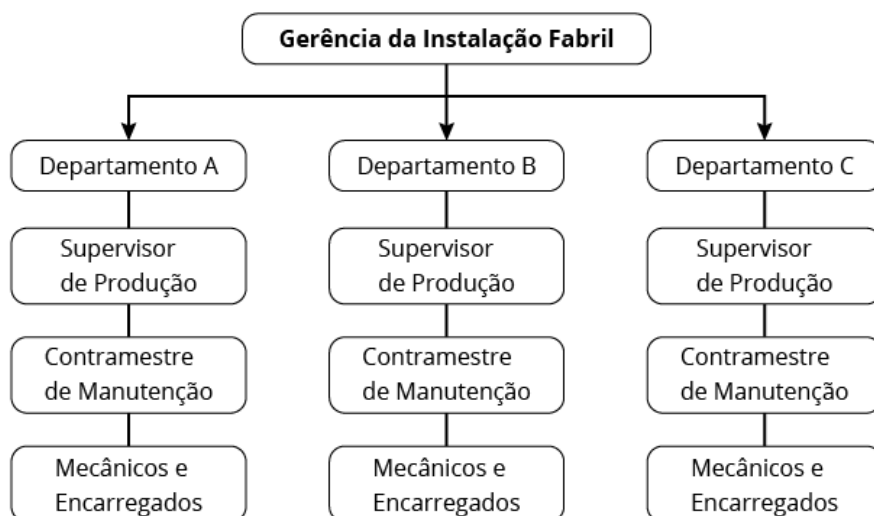 Gerência da Instalação Fabril
Departamento A
Departamento B
Departamento C
Supervisor
de Produção
Supervisor
de Produção
Supervisor
de Produção
Contramestre
de Manutenção
Contramestre
de Manutenção
Contramestre
de Manutenção
Mecânicos e
Encarregados
Mecânicos e
Encarregados
Mecânicos e
Encarregados